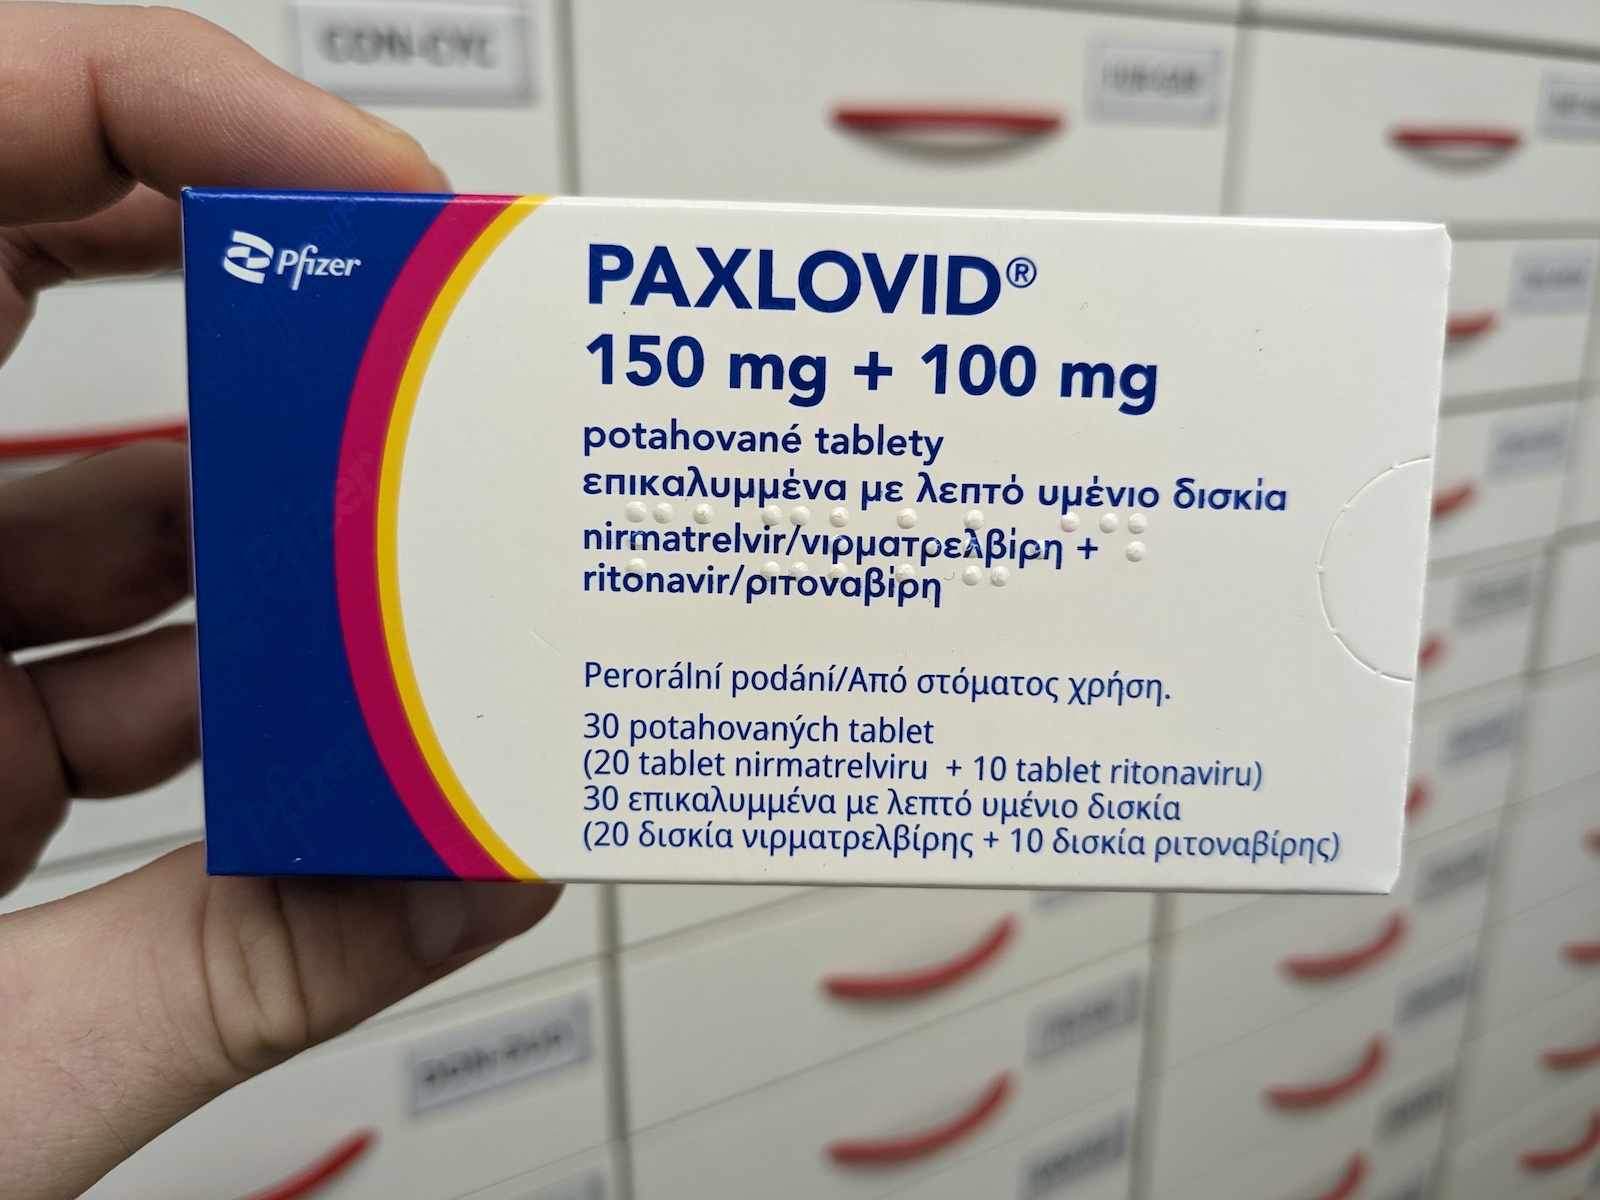 CON-CYC
Pfizer
PAXLOVID®
150 mg + 100 mg
potahované tablety
επικαλυμμένα με λεπτό υμένιο δισκία
nirmatrelvir/νιρματρελβίρη +
ritonavir/ριτοναβίρη
Perorální podání/Από στόματος χρήση.
30 potahovaných tablet
(20 tablet nirmatrelviru + 10 tablet ritonaviru)
30 επικαλυμμένα με λεπτό υμένιο δισκία
(20 δισκία νιρματρελβίρης + 10 δισκία ριτοναβίρης)